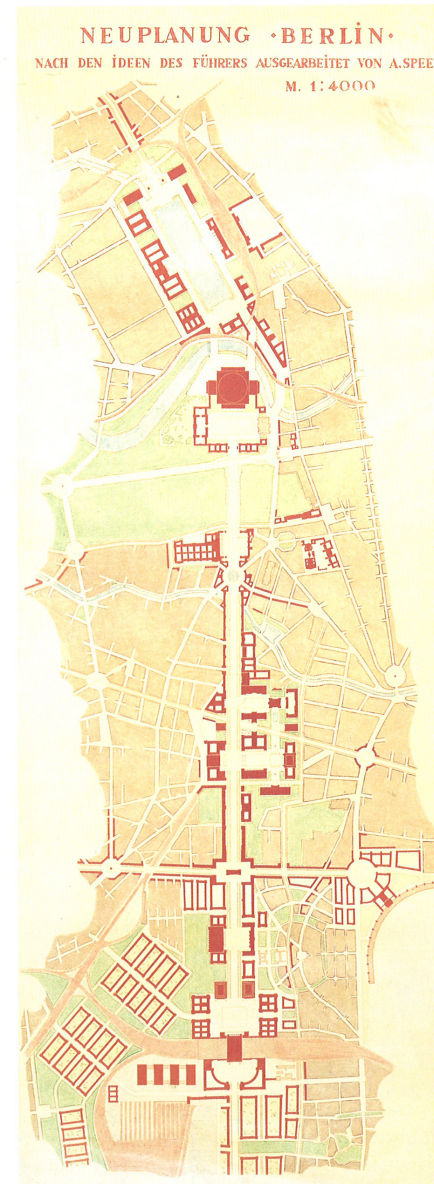 NEUPLANUNG · BERLIN ·
NACH DEN IDEEN DES FÜHRERS AUSGEARBEITET VON A.SPEE
M. 1:4000